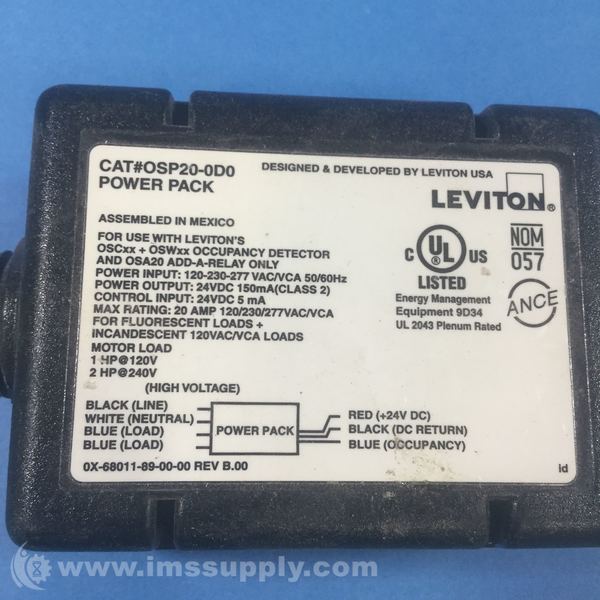 CAT#OSP20-0D0
POWER PACK
DESIGNED & DEVELOPED BY LEVITON USA
LEVITON®
ASSEMBLED IN MEXICO
FOR USE WITH LEVITON'S
OSCxx + OSWxx OCCUPANCY DETECTOR
AND OSA20 ADD-A-RELAY ONLY
POWER INPUT: 120-230-277 VAC/VCA 50/60Hz
POWER OUTPUT: 24VDC 150mA(CLASS 2)
CONTROL INPUT: 24VDC 5 mA
MAX RATING: 20 AMP 120/230/277VAC/VCA
FOR FLUORESCENT LOADS +
INCANDESCENT 120VAC/VCA LOADS
MOTOR LOAD
1 HP@120V
2 HP@240V
C UL US
LISTED
Energy Management
Equipment 9D34
UL 2043 Plenum Rated
NOM
057
ANCE
(HIGH VOLTAGE)
BLACK (LINE)
WHITE (NEUTRAL)
BLUE (LOAD)
BLUE (LOAD)
POWER PACK
RED (+24V DC)
BLACK (DC RETURN)
BLUE (OCCUPANCY)
0X-68011-89-00-00 REV B.00
id
www.imssupply.com